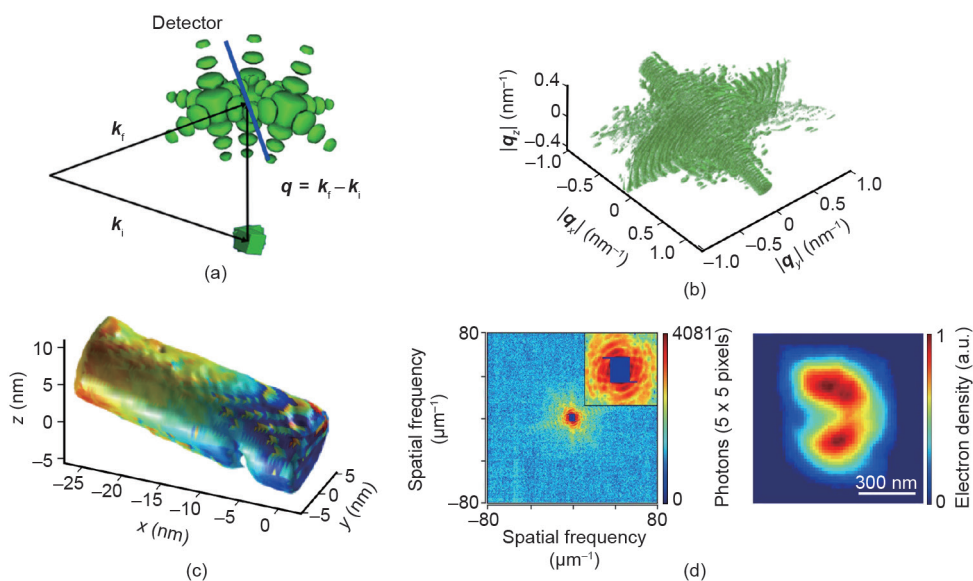 Detector
k_f
k_i
q = k_f – k_i
(a)
|q_z| (nm⁻¹)
0.4
0
–0.4
–1.0
–0.5
0
0.5
1.0
|q_x| (nm⁻¹)
–1.0
–0.5
0
0.5
1.0
|q_y| (nm⁻¹)
(b)
z (nm)
10
5
0
–5
–25
–20
–15
–10
–5
0
x (nm)
–5
0
5
y (nm)
(c)
Spatial frequency
(μm⁻¹)
80
–80
–80
80
Spatial frequency
(μm⁻¹)
4081
0
Photons (5 x 5 pixels)
300 nm
1
0
Electron density (a.u.)
(d)